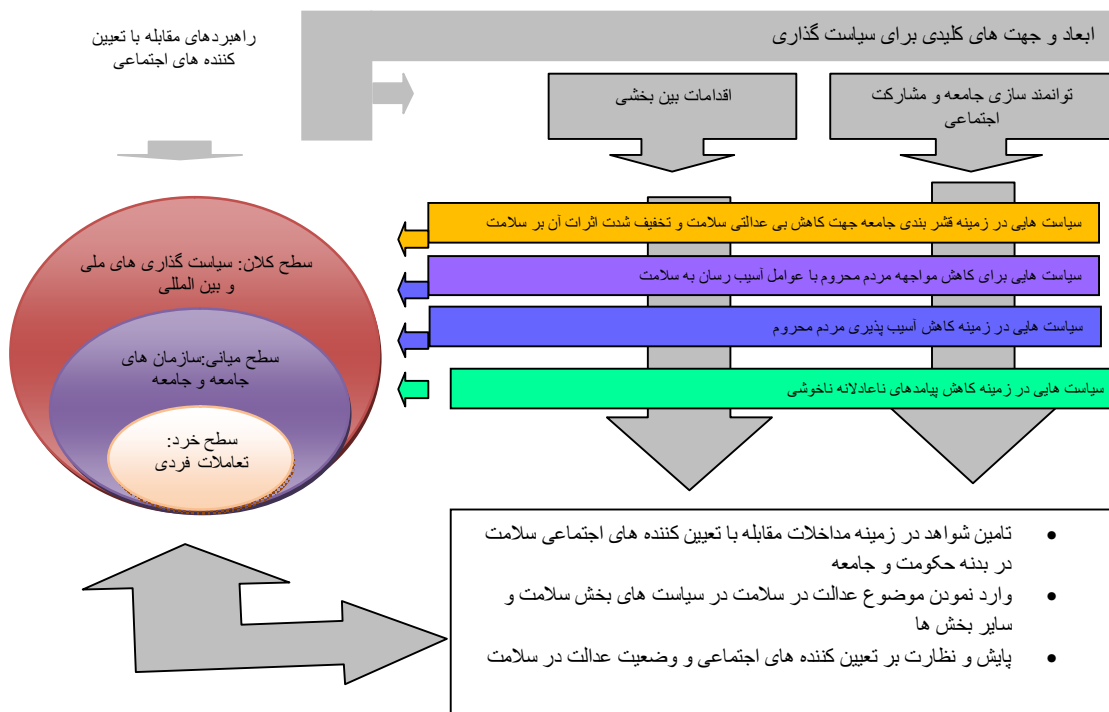 ابعاد و جهت های کلیدی برای سیاست گذاری
راهبردهای مقابله با تعیین
کننده های اجتماعی
توانمند سازی جامعه و مشارکت
اجتماعی
اقدامات بین بخشی
سیاست هایی در زمینه قشر بندی جامعه جهت کاهش بی عدالتی سلامت و تخفیف شدت اثرات آن بر سلامت
سیاست هایی برای کاهش مواجهه مردم محروم با عوامل آسیب رسان به سلامت
سیاست هایی در زمینه کاهش آسیب پذیری مردم محروم
سیاست هایی در زمینه کاهش پیامدهای ناعادلانه ناخوشی
سطح کلان: سیاست گذاری های ملی
و بین المللی
سطح میانی:سازمان های
جامعه و جامعه
سطح خرد:
تعاملات فردی
• تامین شواهد در زمینه مداخلات مقابله با تعیین کننده های اجتماعی سلامت
در بدنه حکومت و جامعه
• وارد نمودن موضوع عدالت در سلامت در سیاست های بخش سلامت و
سایر بخش ها
• پایش و نظارت بر تعیین کننده های اجتماعی و وضعیت عدالت در سلامت